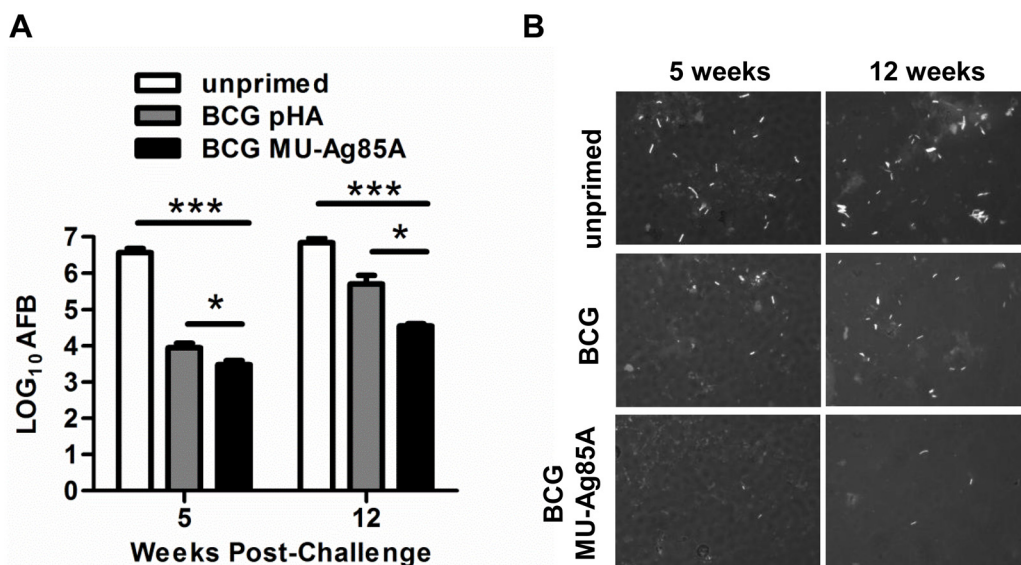 A
unprimed
BCG pHA
BCG MU-Ag85A
***
***
*
*
7
6
5
4
3
2
1
0
LOG10 AFB
5
12
Weeks Post-Challenge
B
5 weeks
12 weeks
unprimed
BCG
BCG
MU-Ag85A